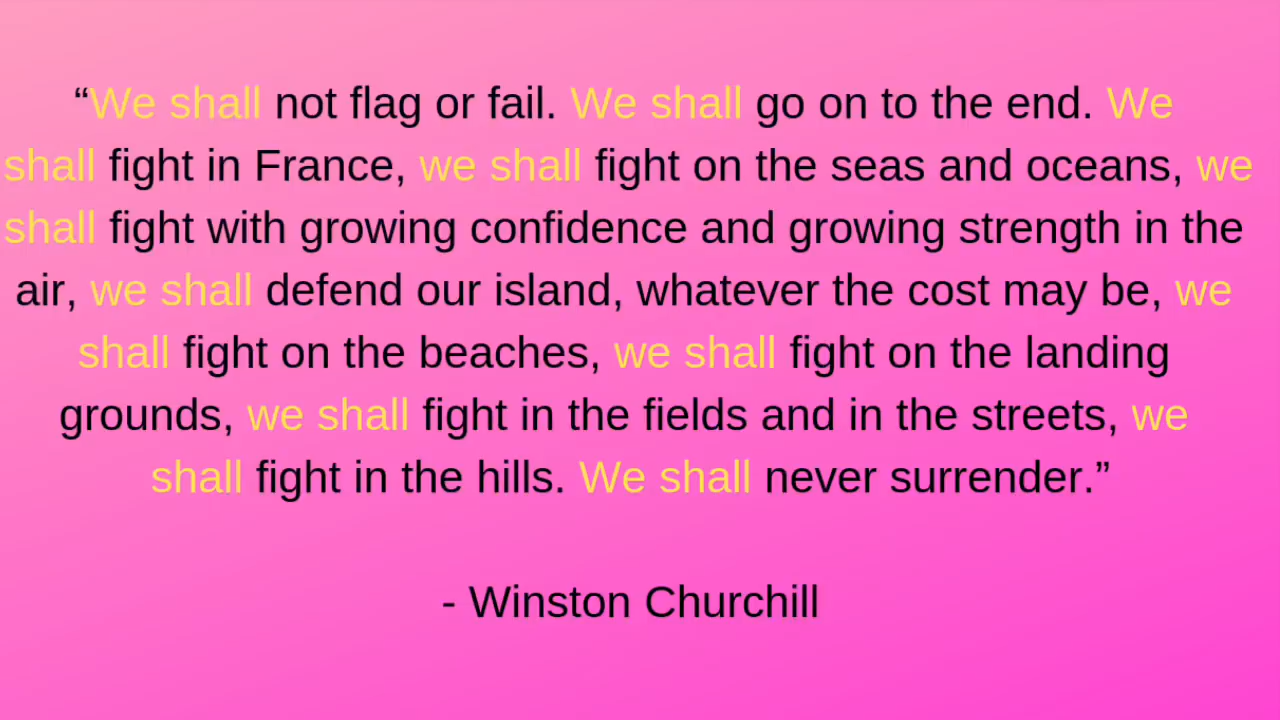 “We shall not flag or fail. We shall go on to the end. We
shall fight in France, we shall fight on the seas and oceans, we
shall fight with growing confidence and growing strength in the
air, we shall defend our island, whatever the cost may be, we
shall fight on the beaches, we shall fight on the landing
grounds, we shall fight in the fields and in the streets, we
shall fight in the hills. We shall never surrender.”
- Winston Churchill